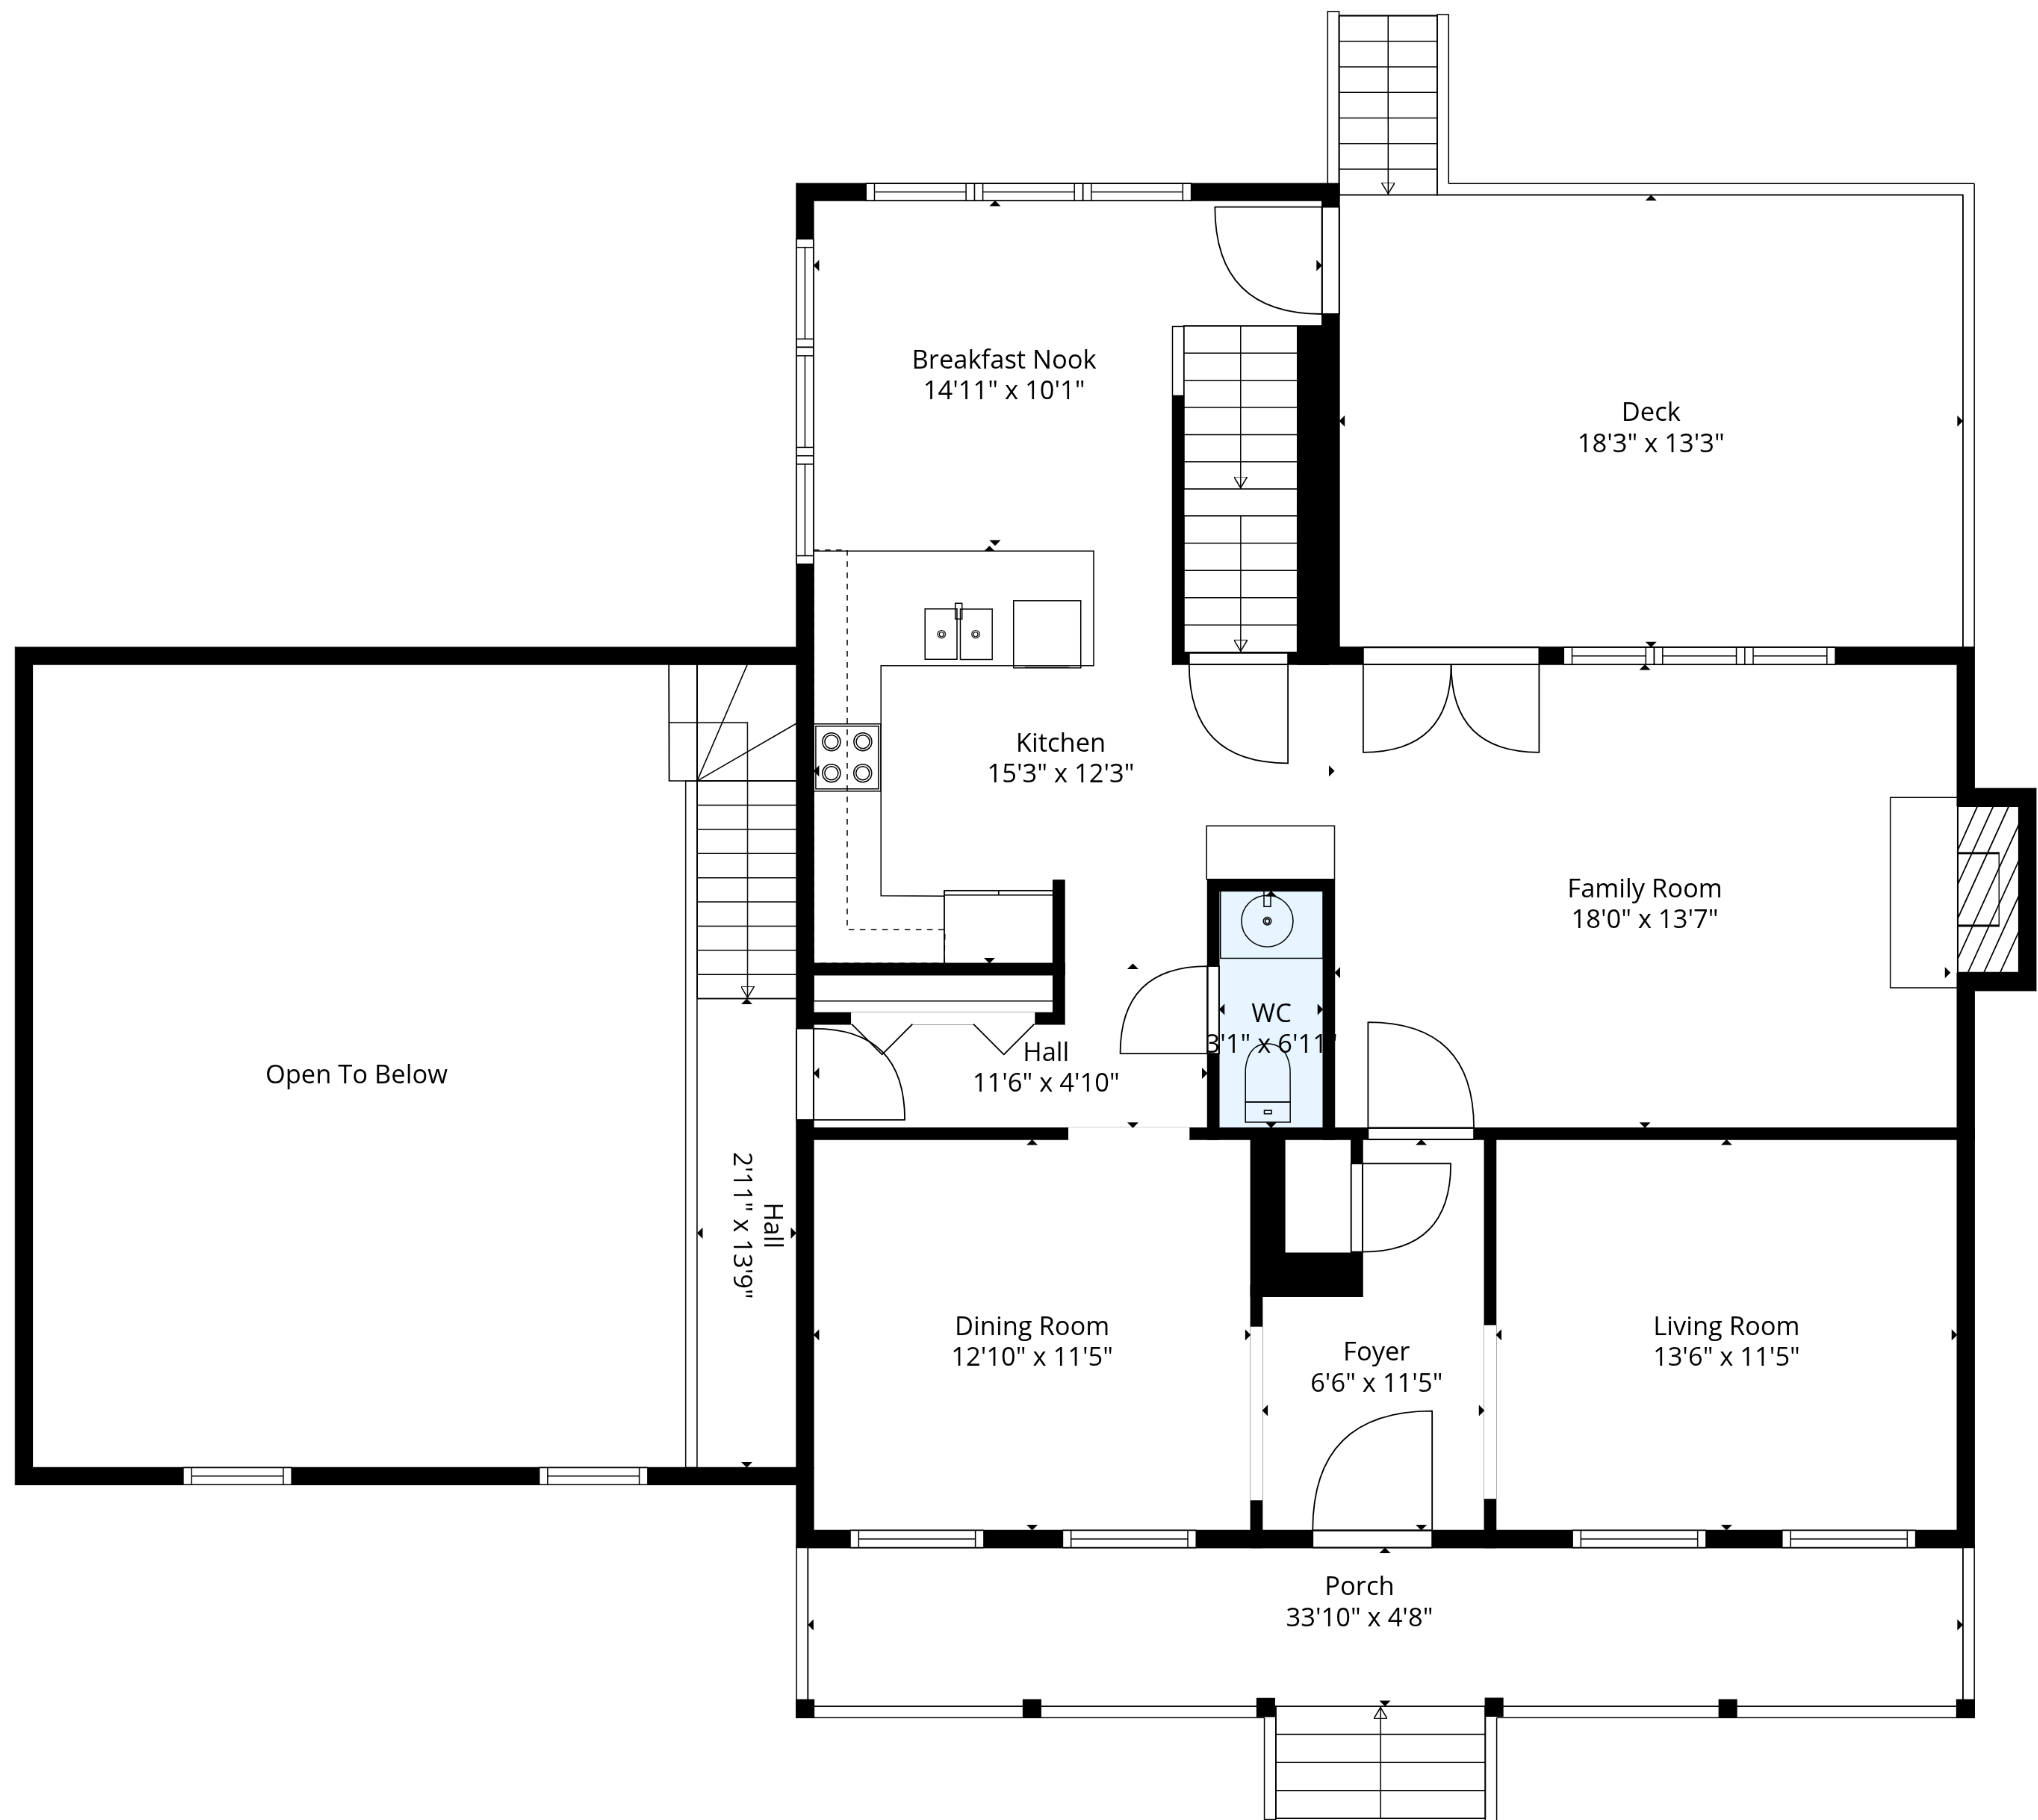 Breakfast Nook
14'11" x 10'1"
Deck
18'3" x 13'3"
Kitchen
15'3" x 12'3"
Family Room
18'0" x 13'7"
WC
3'1" x 6'11"
Hall
11'6" x 4'10"
Open To Below
Hall
2'11" x 13'9"
Dining Room
12'10" x 11'5"
Foyer
6'6" x 11'5"
Living Room
13'6" x 11'5"
Porch
33'10" x 4'8"